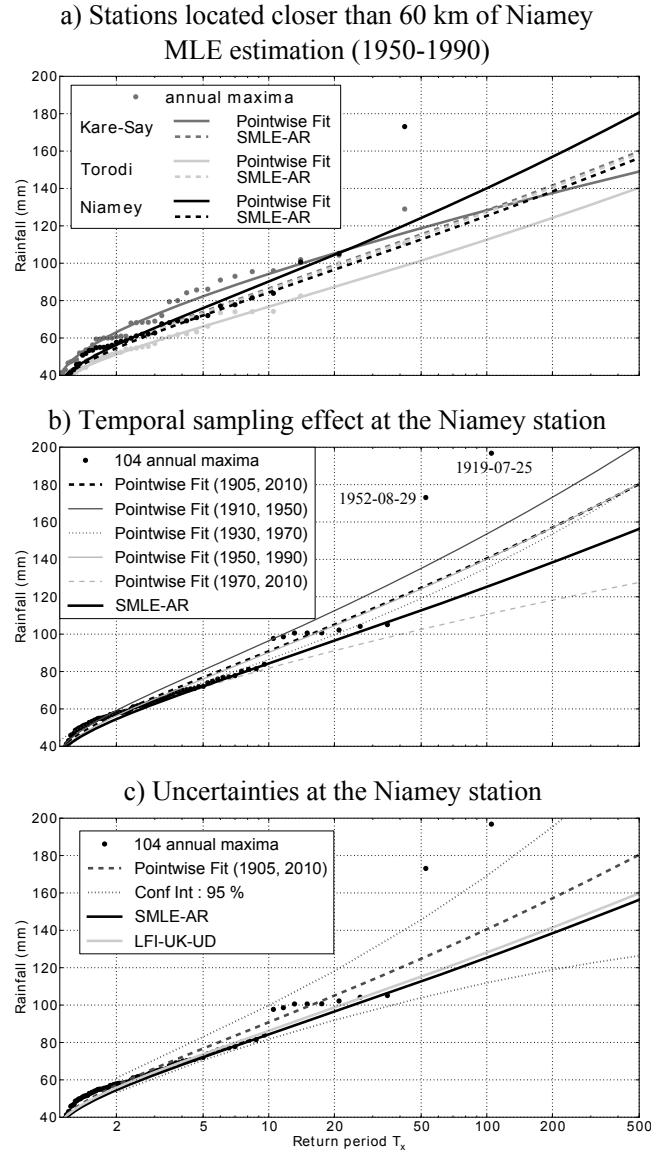 a) Stations located closer than 60 km of Niamey
MLE estimation (1950-1990)
200
180
160
140
120
100
80
60
40
Rainfall (mm)
annual maxima
Kare-Say
Pointwise Fit
SMLE-AR
Torodi
Pointwise Fit
SMLE-AR
Niamey
Pointwise Fit
SMLE-AR
b) Temporal sampling effect at the Niamey station
200
180
160
140
120
100
80
60
40
Rainfall (mm)
104 annual maxima
Pointwise Fit (1905, 2010)
Pointwise Fit (1910, 1950)
Pointwise Fit (1930, 1970)
Pointwise Fit (1950, 1990)
Pointwise Fit (1970, 2010)
SMLE-AR
1952-08-29
1919-07-25
c) Uncertainties at the Niamey station
200
180
160
140
120
100
80
60
40
Rainfall (mm)
104 annual maxima
Pointwise Fit (1905, 2010)
Conf Int : 95 %
SMLE-AR
LFI-UK-UD
2 5 10 20 50 100 200 500
Return period Tx